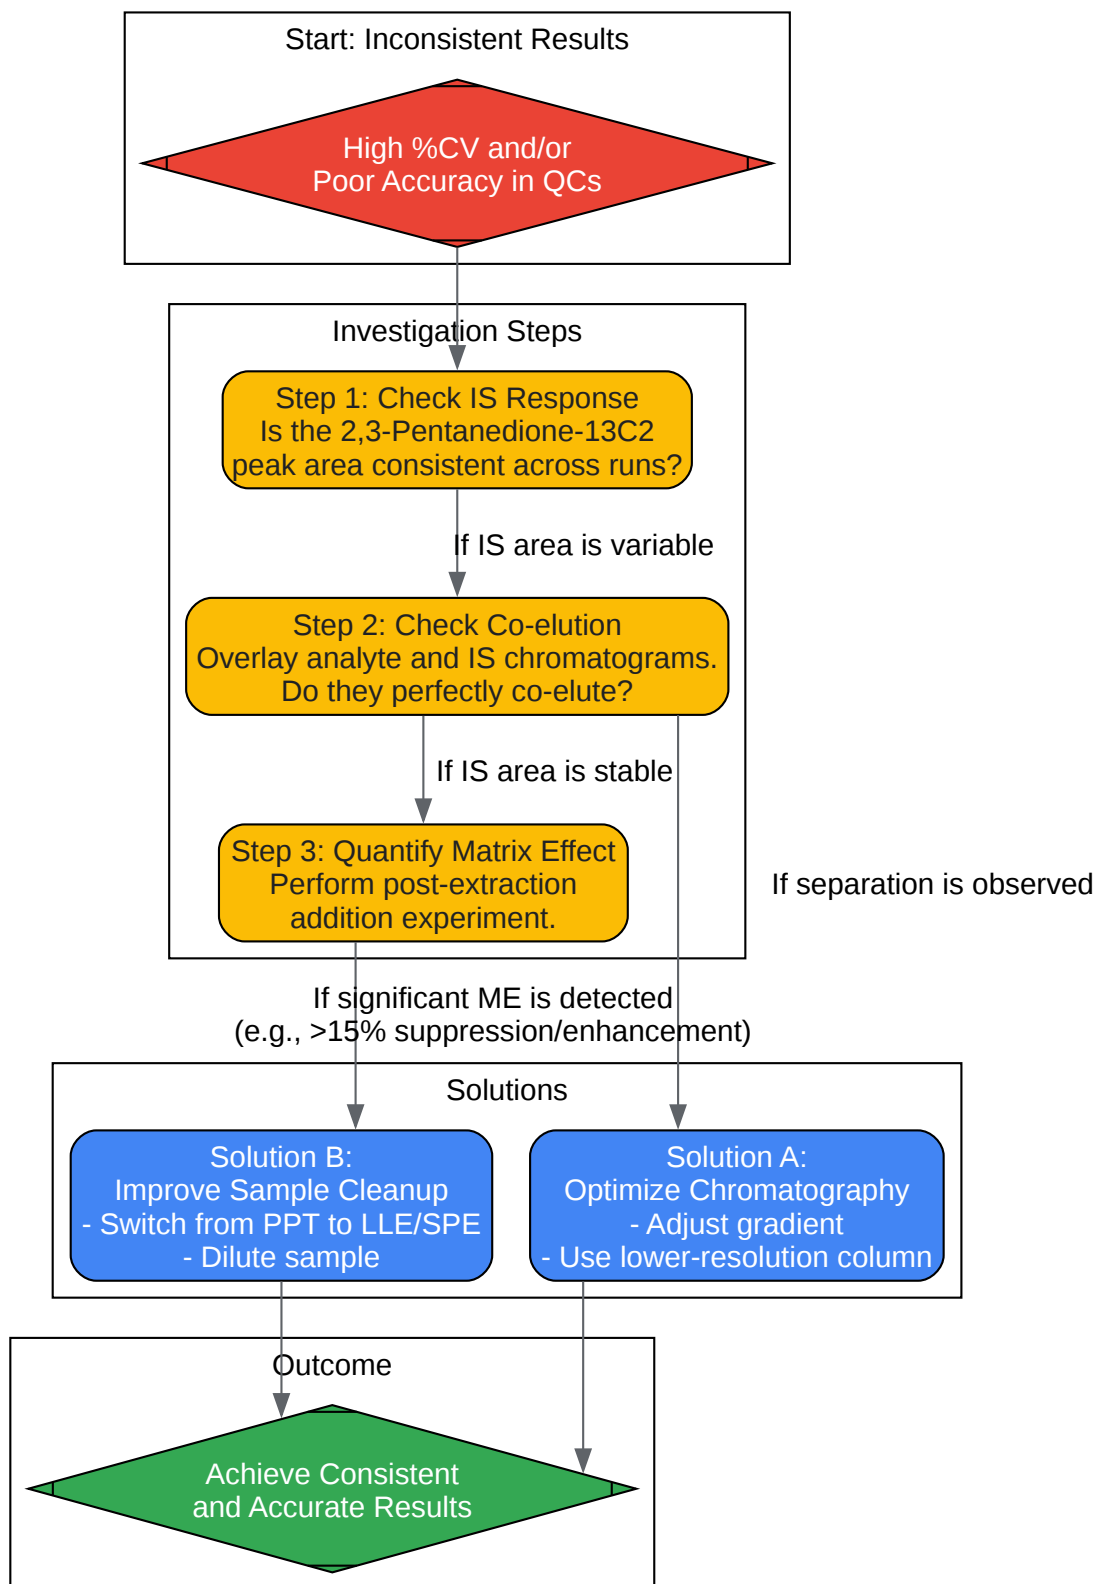 Start: Inconsistent Results
High %CV and/or
Poor Accuracy in QCs
Investigation Steps
Step 1: Check IS Response
Is the 2,3-Pentanedione-13C2
peak area consistent across runs?
If IS area is variable
Step 2: Check Co-elution
Overlay analyte and IS chromatograms.
Do they perfectly co-elute?
If IS area is stable
Step 3: Quantify Matrix Effect
Perform post-extraction
addition experiment.
If separation is observed
If significant ME is detected
(e.g., >15% suppression/enhancement)
Solutions
Solution B:
Improve Sample Cleanup
- Switch from PPT to LLE/SPE
- Dilute sample
Solution A:
Optimize Chromatography
- Adjust gradient
- Use lower-resolution column
Outcome
Achieve Consistent
and Accurate Results